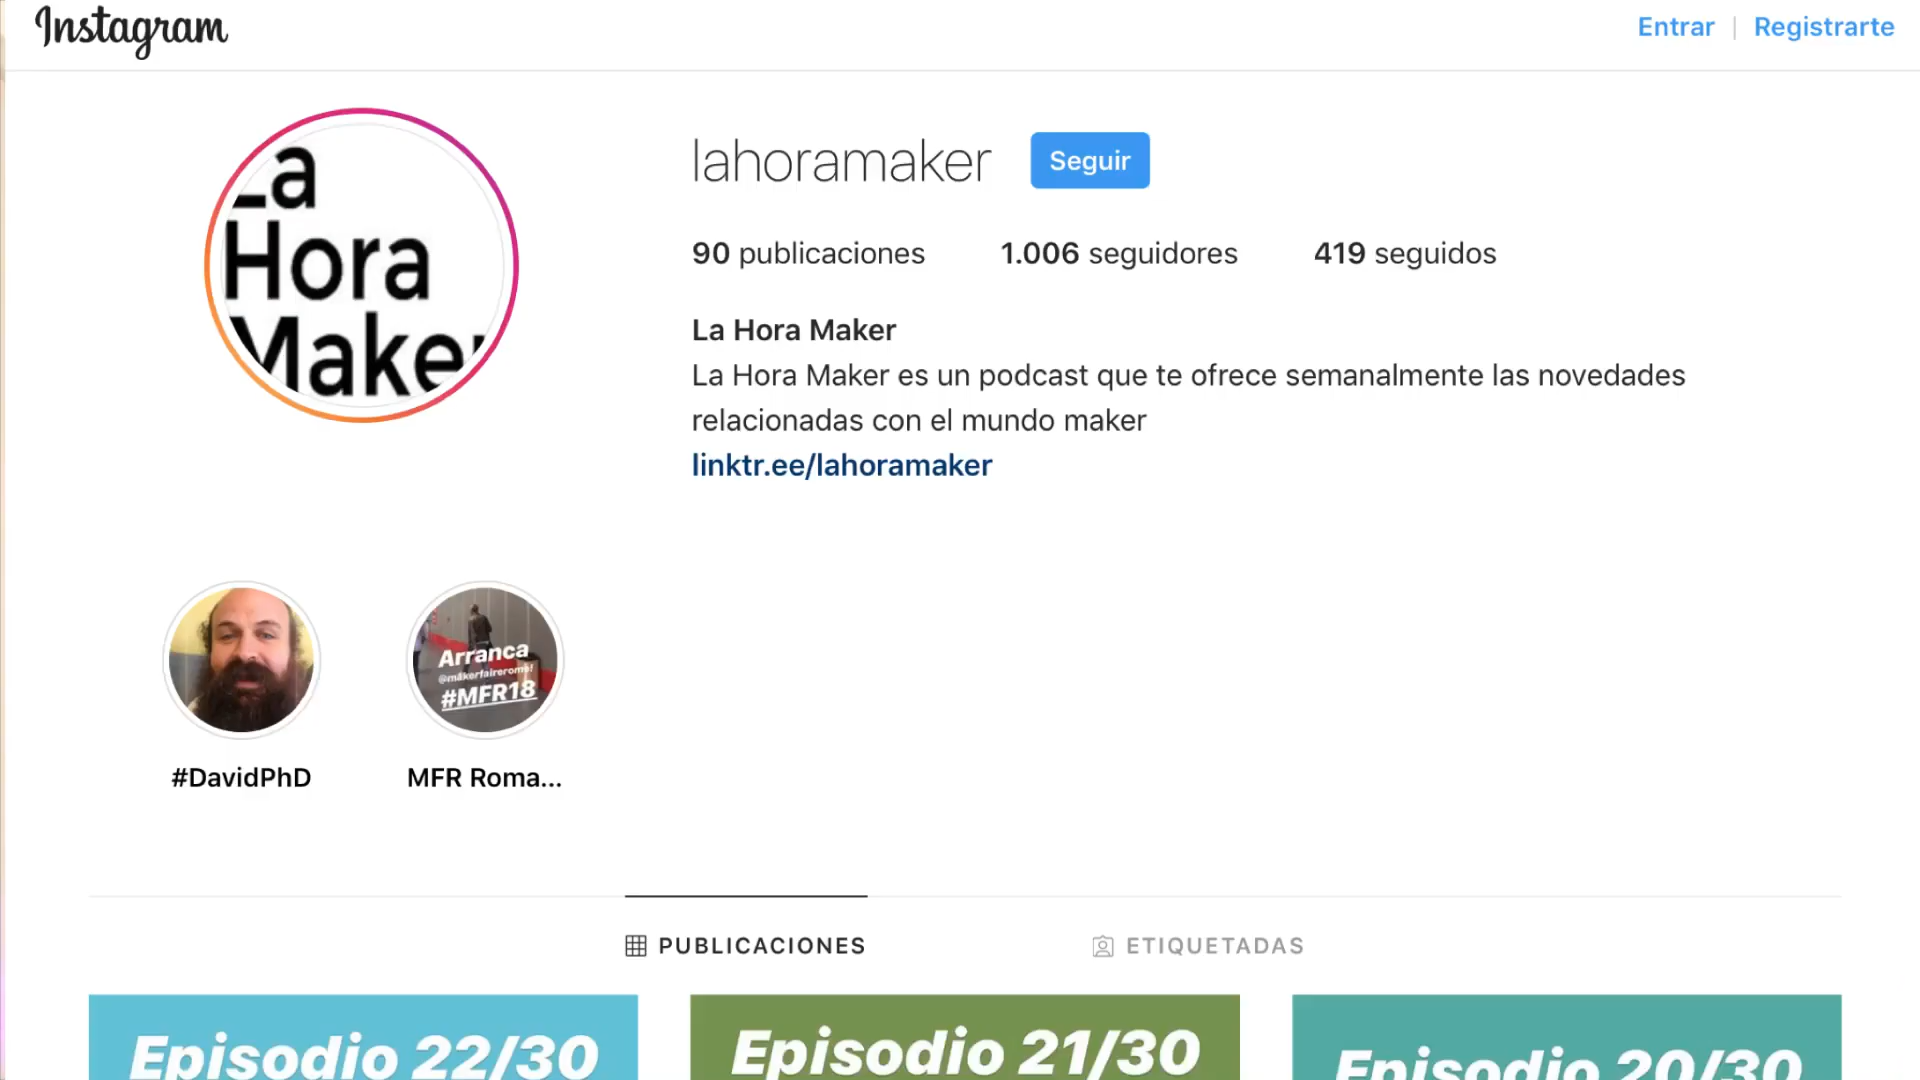 Instagram
Entrar | Registrarte
La
Hora
Maker
lahoramaker Seguir
90 publicaciones 1.006 seguidores 419 seguidos
La Hora Maker
La Hora Maker es un podcast que te ofrece semanalmente las novedades
relacionadas con el mundo maker
linktr.ee/lahoramaker
Arranca
@makerfairerome!
#MFR18
#DavidPhD MFR Roma...
PUBLICACIONES ETIQUETADAS
Episodio 22/30 Episodio 21/30 Episodio 20/30